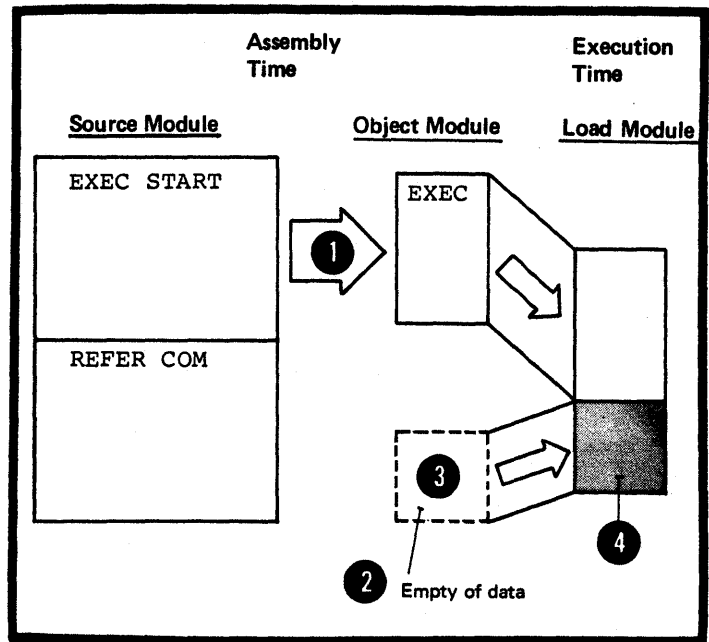 Assembly
Time
Execution
Time
Source Module
Object Module
Load Module
EXEC START
EXEC
1
REFER COM
3
4
2 Empty of data